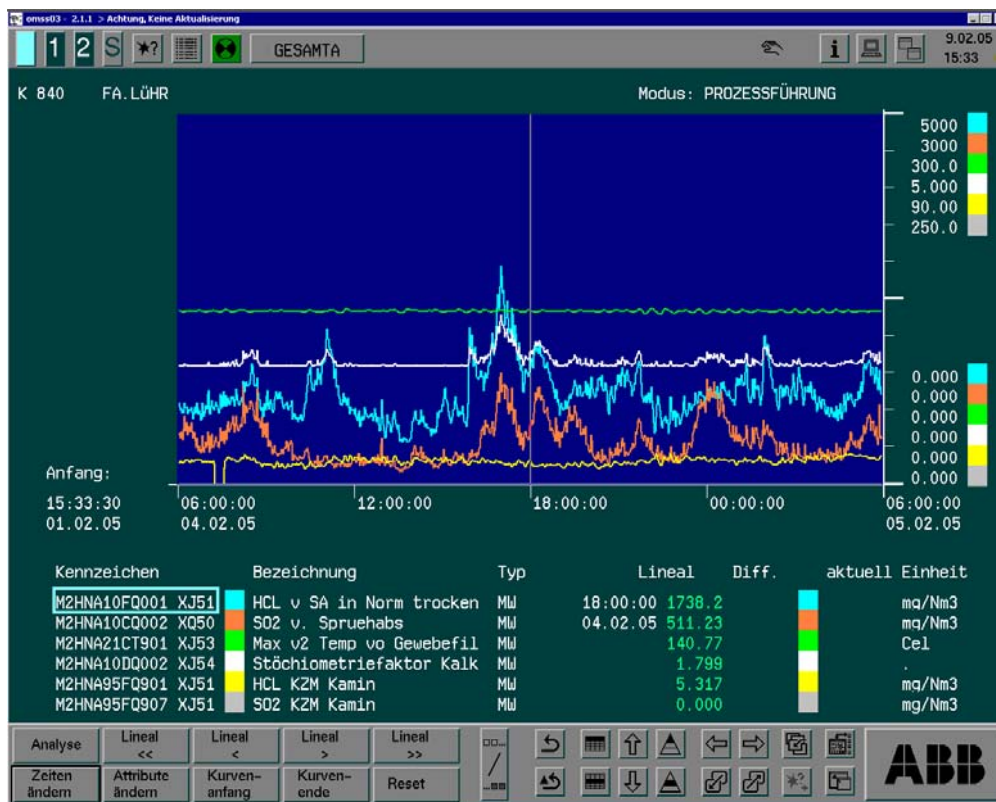 omss03 - 2.1.1 > Achtung, Keine Aktualisierung
1 2 S *? GESAMTA i 9.02.05
15:33
K 840 FA.LüHR Modus: PROZESSFÜHRUNG
5000
3000
300.0
5.000
90.00
250.0
0.000
0.000
0.000
0.000
0.000
0.000
Anfang:
15:33:30 06:00:00 12:00:00 18:00:00 00:00:00 06:00:00
01.02.05 04.02.05 05.02.05
Kennzeichen Bezeichnung Typ Lineal Diff. aktuell Einheit
M2HNA10FQ001 XJ51 HCL v SA in Norm trocken MW 18:00:00 1738.2 mg/Nm3
M2HNA10CQ002 XQ50 SO2 v. Spruehabs MW 04.02.05 511.23 mg/Nm3
M2HNA21CT901 XJ53 Max v2 Temp vo Gewebefil MW 140.77 Cel
M2HNA10DQ002 XJ54 Stöchiometriefaktor Kalk MW 1.799 .
M2HNA95FQ901 XJ51 HCL KZM Kamin MW 5.317 mg/Nm3
M2HNA95FQ907 XJ51 SO2 KZM Kamin MW 0.000 mg/Nm3
Analyse Lineal << Lineal < Lineal > Lineal >>
Zeiten ändern Attribute ändern Kurven-anfang Kurven-ende Reset
ABB